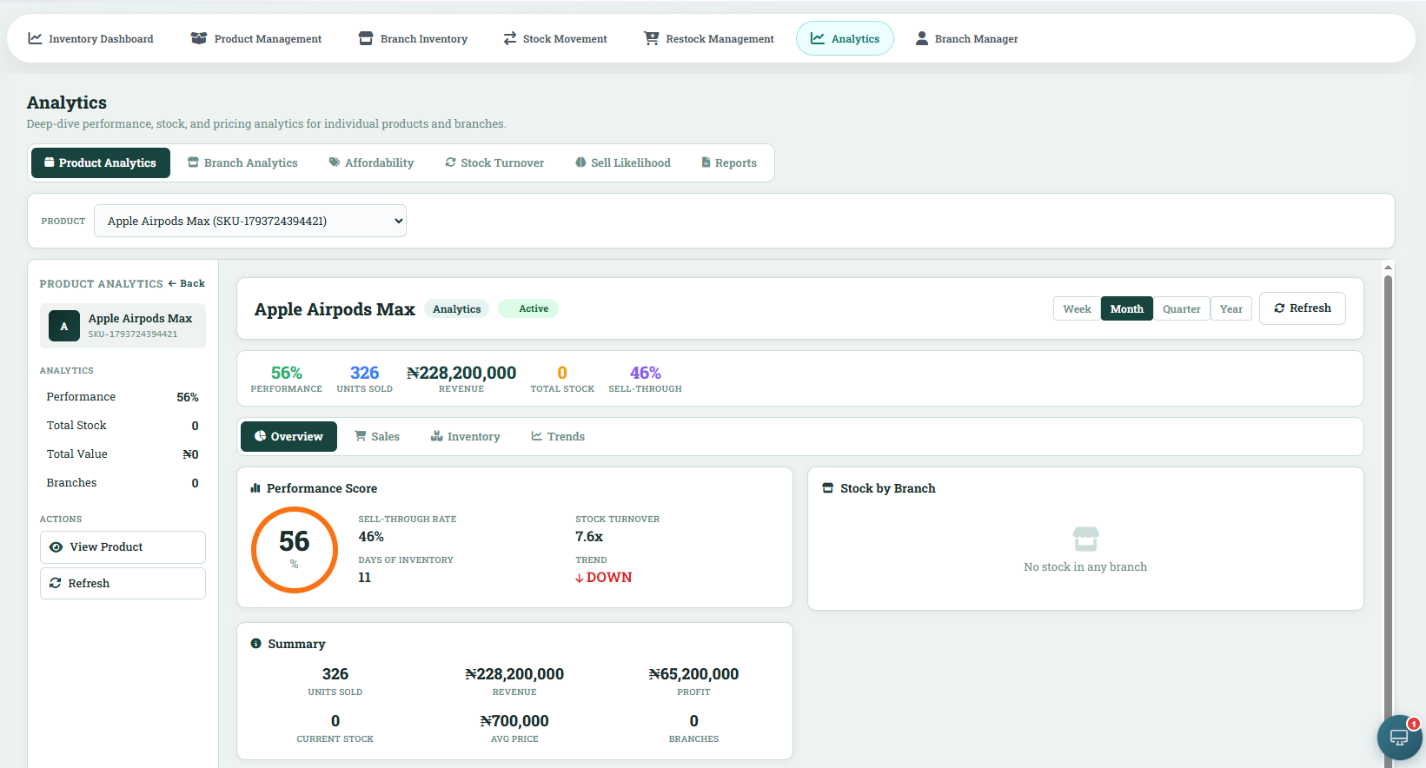 Inventory Dashboard Product Management Branch Inventory Stock Movement Restock Management Analytics Branch Manager
Analytics
Deep-dive performance, stock, and pricing analytics for individual products and branches.
Product Analytics Branch Analytics Affordability Stock Turnover Sell Likelihood Reports
PRODUCT Apple Airpods Max (SKU-1793724394421)
PRODUCT ANALYTICS ← Back
A Apple Airpods Max
SKU-1793724394421
ANALYTICS
Performance 56%
Total Stock 0
Total Value ₦0
Branches 0
ACTIONS
View Product
Refresh
Apple Airpods Max Analytics Active Week Month Quarter Year Refresh
56% 326 ₦228,200,000 0 46%
PERFORMANCE UNITS SOLD REVENUE TOTAL STOCK SELL-THROUGH
Overview Sales Inventory Trends
Performance Score
56
%
SELL-THROUGH RATE STOCK TURNOVER
46% 7.6x
DAYS OF INVENTORY TREND
11 ↓ DOWN
Stock by Branch
No stock in any branch
Summary
326 ₦228,200,000 ₦65,200,000
UNITS SOLD REVENUE PROFIT
0 ₦700,000 0
CURRENT STOCK AVG PRICE BRANCHES
1